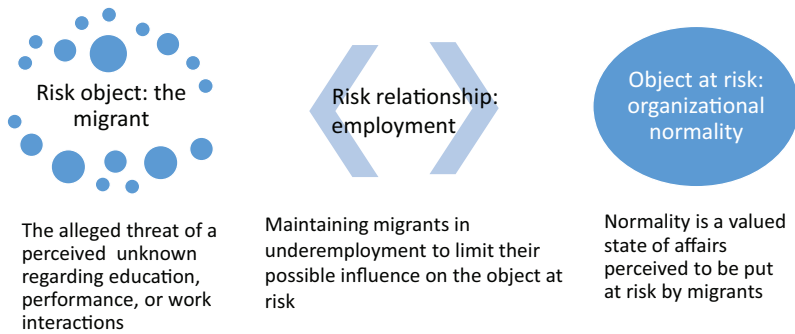 Risk object: the
migrant
Risk relationship:
employment
Object at risk:
organizational
normality
The alleged threat of a
perceived unknown
regarding education,
performance, or work
interactions
Maintaining migrants in
underemployment to limit their
possible influence on the object at
risk
Normality is a valued
state of affairs
perceived to be put
at risk by migrants